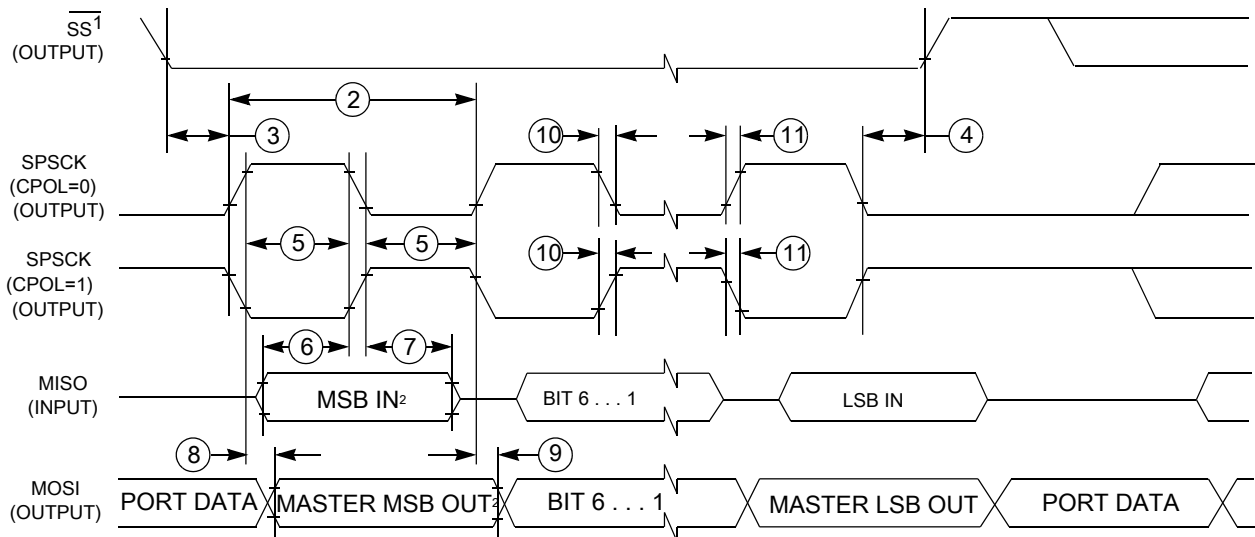 SS1
(OUTPUT)
2
3
10
11
4
SPSCK
(CPOL=0)
(OUTPUT)
5
5
SPSCK
(CPOL=1)
(OUTPUT)
10
11
6
7
MISO
(INPUT)
MSB IN2
BIT 6 . . . 1
LSB IN
8
9
MOSI
(OUTPUT)
PORT DATA
MASTER MSB OUT2
BIT 6 . . . 1
MASTER LSB OUT
PORT DATA